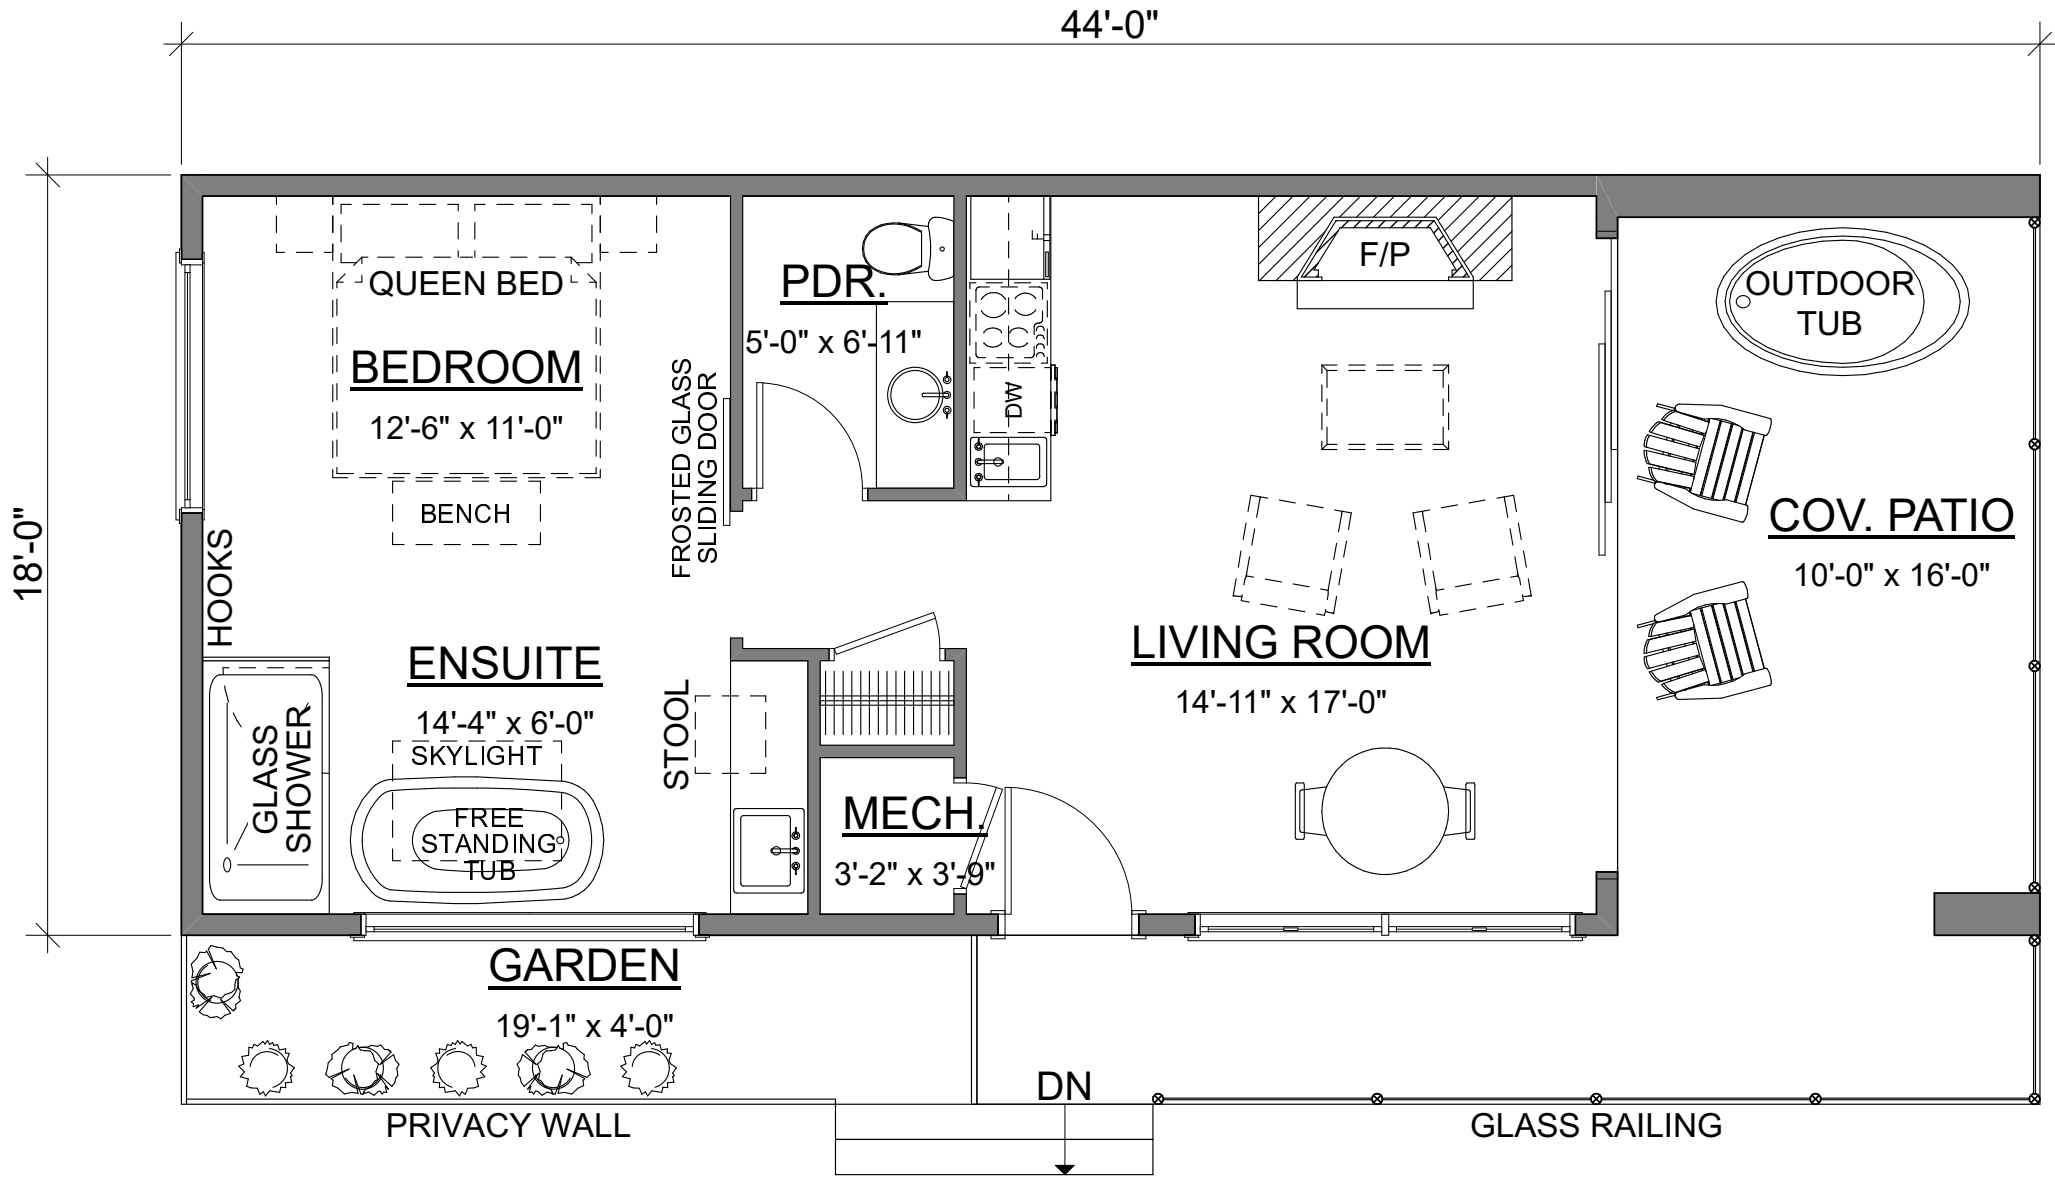 44'-0"
18'-0"
QUEEN BED
BEDROOM
12'-6" x 11'-0"
BENCH
HOOKS
FROSTED GLASS
SLIDING DOOR
PDR.
5'-0" x 6'-11"
DW
F/P
OUTDOOR
TUB
COV. PATIO
10'-0" x 16'-0"
LIVING ROOM
14'-11" x 17'-0"
ENSUITE
14'-4" x 6'-0"
SKYLIGHT
FREE
STANDING
TUB
GLASS
SHOWER
STOOL
MECH.
3'-2" x 3'-9"
GARDEN
19'-1" x 4'-0"
PRIVACY WALL
DN
GLASS RAILING